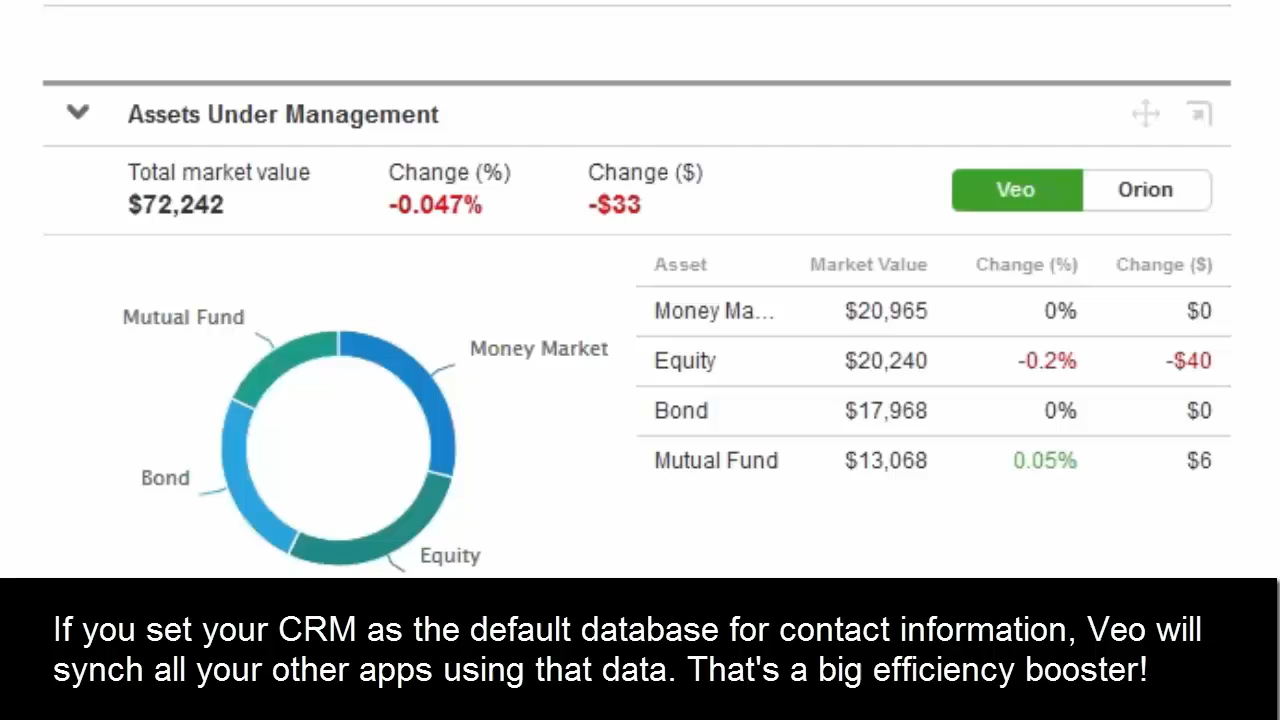 Assets Under Management
Total market value Change (%) Change ($)
$72,242 -0.047% -$33
Veo Orion
Asset Market Value Change (%) Change ($)
Money Ma... $20,965 0% $0
Equity $20,240 -0.2% -$40
Bond $17,968 0% $0
Mutual Fund $13,068 0.05% $6
Mutual Fund
Money Market
Bond
Equity
If you set your CRM as the default database for contact information, Veo will
synch all your other apps using that data. That's a big efficiency booster!